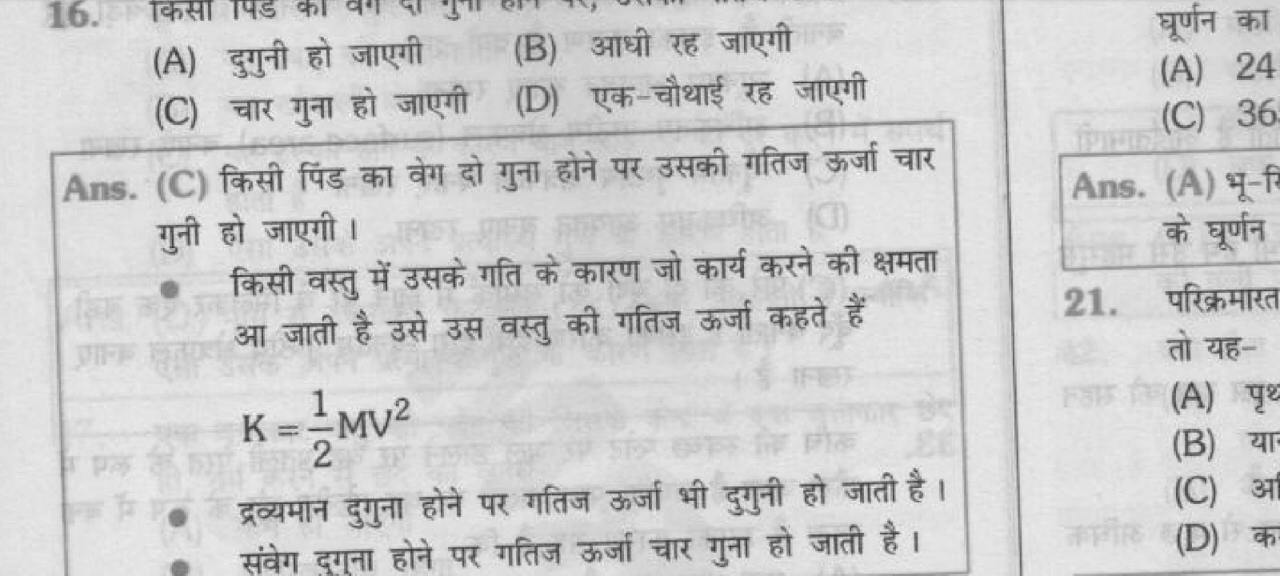 16. किसी पिंड का वेग दो गुना होने पर,
(A) दुगुनी हो जाएगी (B) आधी रह जाएगी
(C) चार गुना हो जाएगी (D) एक-चौथाई रह जाएगी
Ans. (C) किसी पिंड का वेग दो गुना होने पर उसकी गतिज ऊर्जा चार
गुनी हो जाएगी ।
• किसी वस्तु में उसके गति के कारण जो कार्य करने की क्षमता
आ जाती है उसे उस वस्तु की गतिज ऊर्जा कहते हैं
K = 1/2 MV²
• द्रव्यमान दुगुना होने पर गतिज ऊर्जा भी दुगुनी हो जाती है ।
• संवेग दुगुना होने पर गतिज ऊर्जा चार गुना हो जाती है ।
घूर्णन का
(A) 24
(C) 36
Ans. (A) भू-
के घूर्णन
21. परिक्रमारत
तो यह-
(A)
(B)
(C)
(D)